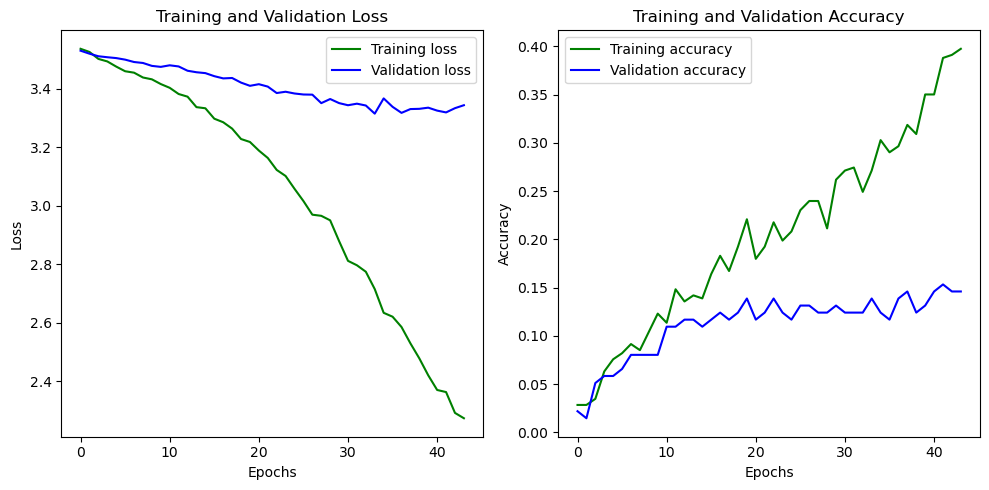 Training and Validation Loss
Training loss
Validation loss
3.4
3.2
3.0
2.8
2.6
2.4
Loss
0
10
20
30
40
Epochs
Training and Validation Accuracy
Training accuracy
Validation accuracy
0.40
0.35
0.30
0.25
0.20
0.15
0.10
0.05
0.00
Accuracy
0
10
20
30
40
Epochs